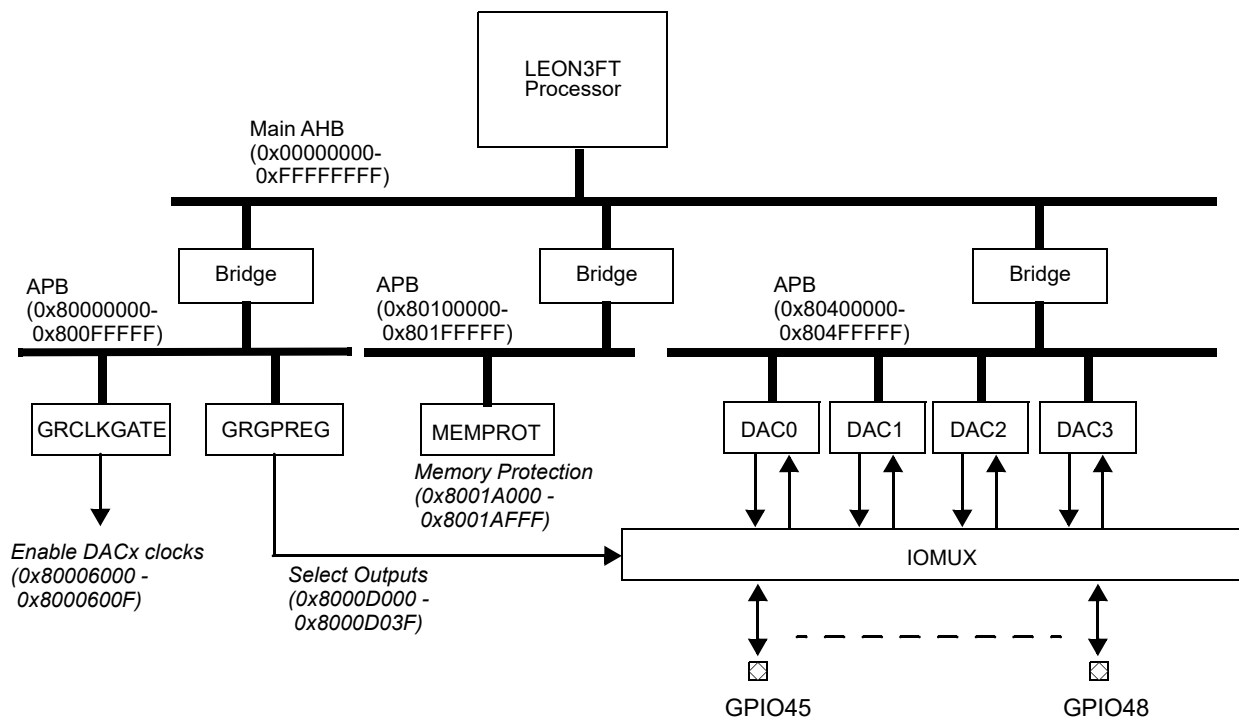 LEON3FT
Processor
Main AHB
(0x00000000-
0xFFFFFFFF)
Bridge
Bridge
Bridge
APB
(0x80000000-
0x800FFFFF)
APB
(0x80100000-
0x801FFFFF)
APB
(0x80400000-
0x804FFFFF)
GRCLKGATE
GRGPREG
MEMPROT
DAC0
DAC1
DAC2
DAC3
Memory Protection
(0x8001A000 -
0x8001AFFF)
Enable DACx clocks
(0x80006000 -
0x8000600F)
Select Outputs
(0x8000D000 -
0x8000D03F)
IOMUX
GPIO45
GPIO48